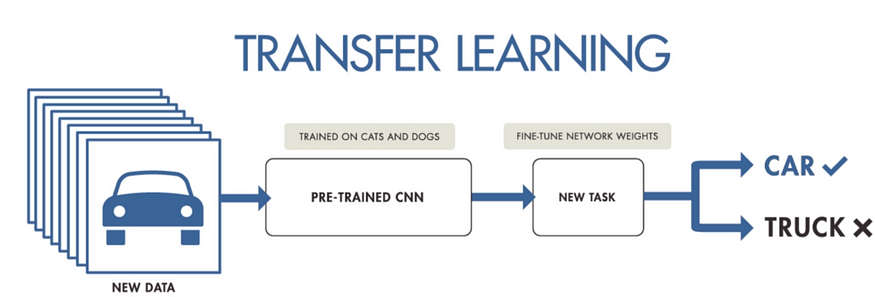 TRANSFER LEARNING
TRAINED ON CATS AND DOGS
FINE-TUNE NETWORK WEIGHTS
PRE-TRAINED CNN
NEW TASK
CAR
TRUCK
NEW DATA